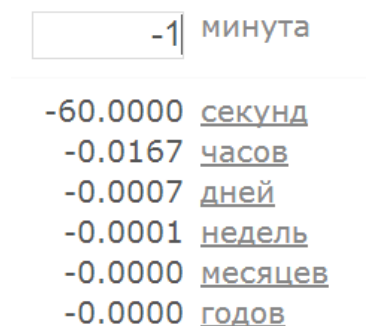 -1 минута
-60.0000 секунд
-0.0167 часов
-0.0007 дней
-0.0001 недель
-0.0000 месяцев
-0.0000 годов